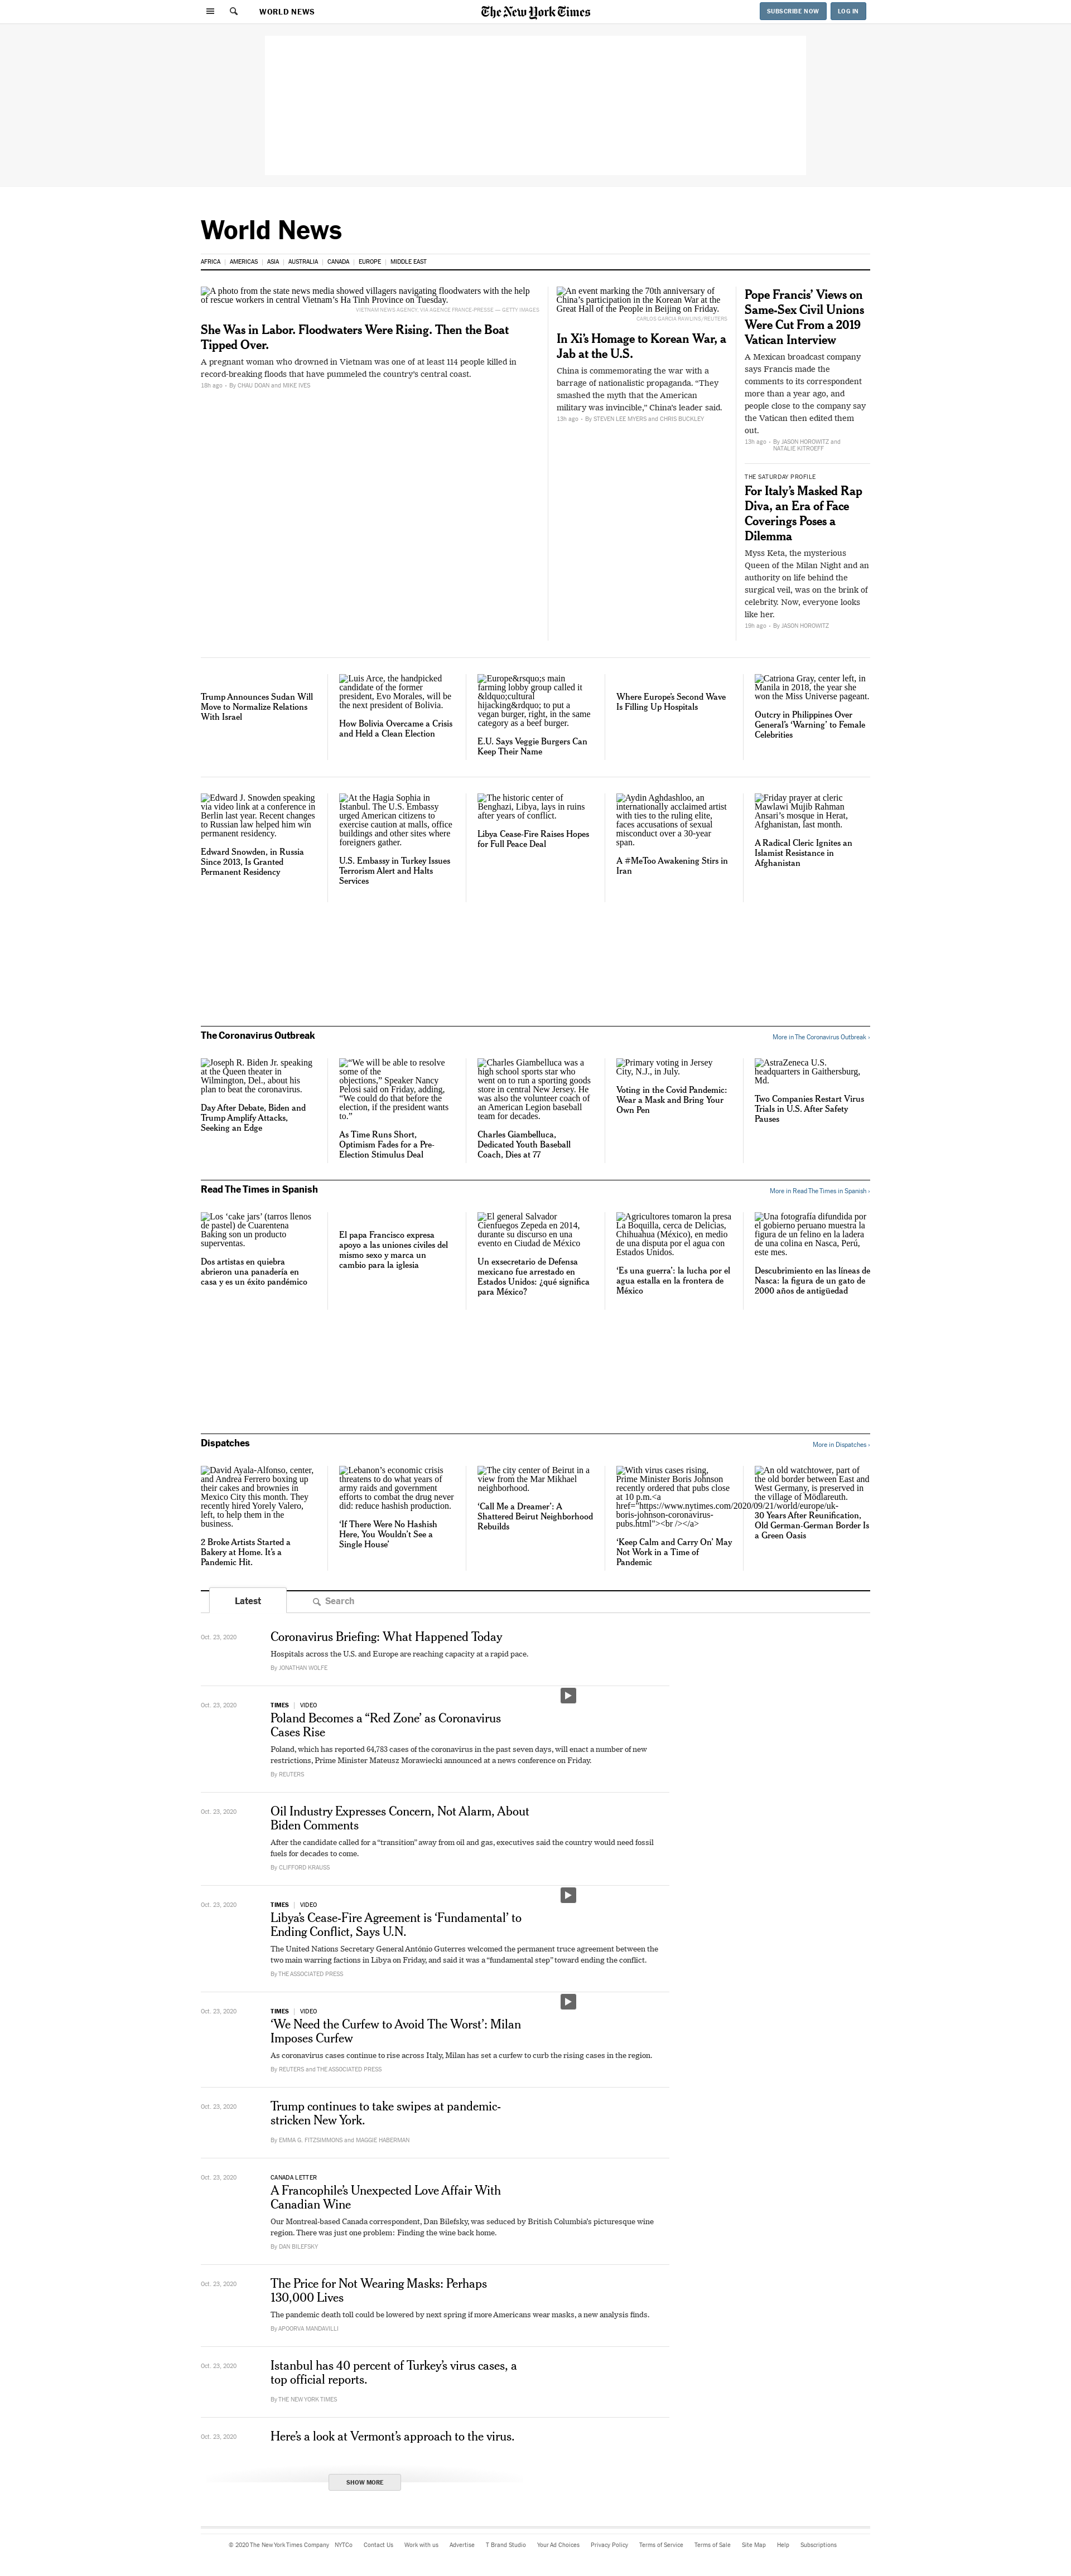 WORLD NEWS
The New York Times
SUBSCRIBE NOW
LOG IN
World News
AFRICA
AMERICAS
ASIA
AUSTRALIA
CANADA
EUROPE
MIDDLE EAST
A photo from the state news media showed villagers navigating floodwaters with the help
of rescue workers in central Vietnam’s Ha Tinh Province on Tuesday.
VIETNAM NEWS AGENCY, VIA AGENCE FRANCE-PRESSE — GETTY IMAGES
She Was in Labor. Floodwaters Were Rising. Then the Boat
Tipped Over.
A pregnant woman who drowned in Vietnam was one of at least 114 people killed in
record-breaking floods that have pummeled the country’s central coast.
18h ago - By CHAU DOAN and MIKE IVES
An event marking the 70th anniversary of
China’s participation in the Korean War at the
Great Hall of the People in Beijing on Friday.
CARLOS GARCIA RAWLINS/REUTERS
In Xi’s Homage to Korean War, a
Jab at the U.S.
China is commemorating the war with a
barrage of nationalistic propaganda. “They
smashed the myth that the American
military was invincible,” China’s leader said.
13h ago - By STEVEN LEE MYERS and CHRIS BUCKLEY
Pope Francis’ Views on
Same-Sex Civil Unions
Were Cut From a 2019
Vatican Interview
A Mexican broadcast company
says Francis made the
comments to its correspondent
more than a year ago, and
people close to the company say
the Vatican then edited them
out.
13h ago - By JASON HOROWITZ and
NATALIE KITROEFF
THE SATURDAY PROFILE
For Italy’s Masked Rap
Diva, an Era of Face
Coverings Poses a
Dilemma
Myss Keta, the mysterious
Queen of the Milan Night and an
authority on life behind the
surgical veil, was on the brink of
celebrity. Now, everyone looks
like her.
19h ago - By JASON HOROWITZ
Trump Announces Sudan Will
Move to Normalize Relations
With Israel
Luis Arce, the handpicked
candidate of the former
president, Evo Morales, will be
the next president of Bolivia.
How Bolivia Overcame a Crisis
and Held a Clean Election
Europe&rsquo;s main
farming lobby group called it
&ldquo;cultural
hijacking&rdquo; to put a
vegan burger, right, in the same
category as a beef burger.
E.U. Says Veggie Burgers Can
Keep Their Name
Where Europe’s Second Wave
Is Filling Up Hospitals
Catriona Gray, center left, in
Manila in 2018, the year she
won the Miss Universe pageant.
Outcry in Philippines Over
General’s ‘Warning’ to Female
Celebrities
Edward J. Snowden speaking
via video link at a conference in
Berlin last year. Recent changes
to Russian law helped him win
permanent residency.
Edward Snowden, in Russia
Since 2013, Is Granted
Permanent Residency
At the Hagia Sophia in
Istanbul. The U.S. Embassy
urged American citizens to
exercise caution at malls, office
buildings and other sites where
foreigners gather.
U.S. Embassy in Turkey Issues
Terrorism Alert and Halts
Services
The historic center of
Benghazi, Libya, lays in ruins
after years of conflict.
Libya Cease-Fire Raises Hopes
for Full Peace Deal
Aydin Aghdashloo, an
internationally acclaimed artist
with ties to the ruling elite,
faces accusations of sexual
misconduct over a 30-year
span.
A #MeToo Awakening Stirs in
Iran
Friday prayer at cleric
Mawlawi Mujib Rahman
Ansari’s mosque in Herat,
Afghanistan, last month.
A Radical Cleric Ignites an
Islamist Resistance in
Afghanistan
The Coronavirus Outbreak
More in The Coronavirus Outbreak ›
Joseph R. Biden Jr. speaking
at the Queen theater in
Wilmington, Del., about his
plan to beat the coronavirus.
Day After Debate, Biden and
Trump Amplify Attacks,
Seeking an Edge
“We will be able to resolve
some of the
objections,” Speaker Nancy
Pelosi said on Friday, adding,
“We could do that before the
election, if the president wants
to.”
As Time Runs Short,
Optimism Fades for a Pre-
Election Stimulus Deal
Charles Giambelluca was a
high school sports star who
went on to run a sporting goods
store in central New Jersey. He
was also the volunteer coach of
an American Legion baseball
team for decades.
Charles Giambelluca,
Dedicated Youth Baseball
Coach, Dies at 77
Primary voting in Jersey
City, N.J., in July.
Voting in the Covid Pandemic:
Wear a Mask and Bring Your
Own Pen
AstraZeneca U.S.
headquarters in Gaithersburg,
Md.
Two Companies Restart Virus
Trials in U.S. After Safety
Pauses
Read The Times in Spanish
More in Read The Times in Spanish ›
Los ‘cake jars’ (tarros llenos
de pastel) de Cuarentena
Baking son un producto
superventas.
Dos artistas en quiebra
abrieron una panadería en
casa y es un éxito pandémico
El papa Francisco expresa
apoyo a las uniones civiles del
mismo sexo y marca un
cambio para la iglesia
El general Salvador
Cienfuegos Zepeda en 2014,
durante su discurso en una
evento en Ciudad de México
Un exsecretario de Defensa
mexicano fue arrestado en
Estados Unidos: ¿qué significa
para México?
Agricultores tomaron la presa
La Boquilla, cerca de Delicias,
Chihuahua (México), en medio
de una disputa por el agua con
Estados Unidos.
‘Es una guerra’: la lucha por el
agua estalla en la frontera de
México
Una fotografía difundida por
el gobierno peruano muestra la
figura de un felino en la ladera
de una colina en Nasca, Perú,
este mes.
Descubrimiento en las líneas de
Nasca: la figura de un gato de
2000 años de antigüedad
Dispatches
More in Dispatches ›
David Ayala-Alfonso, center,
and Andrea Ferrero boxing up
their cakes and brownies in
Mexico City this month. They
recently hired Yorely Valero,
left, to help them in the
business.
2 Broke Artists Started a
Bakery at Home. It’s a
Pandemic Hit.
Lebanon’s economic crisis
threatens to do what years of
army raids and government
efforts to combat the drug never
did: reduce hashish production.
‘If There Were No Hashish
Here, You Wouldn’t See a
Single House’
The city center of Beirut in a
view from the Mar Mikhael
neighborhood.
‘Call Me a Dreamer’: A
Shattered Beirut Neighborhood
Rebuilds
With virus cases rising,
Prime Minister Boris Johnson
recently ordered that pubs close
at 10 p.m.<a
href="https://www.nytimes.com/2020/09/21/world/europe/uk-
boris-johnson-coronavirus-
pubs.html"><br /></a>
‘Keep Calm and Carry On’ May
Not Work in a Time of
Pandemic
An old watchtower, part of
the old border between East and
West Germany, is preserved in
the village of Mödlareuth.
30 Years After Reunification,
Old German-German Border Is
a Green Oasis
Latest
Search
Oct. 23, 2020
Coronavirus Briefing: What Happened Today
Hospitals across the U.S. and Europe are reaching capacity at a rapid pace.
By JONATHAN WOLFE
Oct. 23, 2020
TIMES | VIDEO
Poland Becomes a “Red Zone’ as Coronavirus
Cases Rise
Poland, which has reported 64,783 cases of the coronavirus in the past seven days, will enact a number of new
restrictions, Prime Minister Mateusz Morawiecki announced at a news conference on Friday.
By REUTERS
Oct. 23, 2020
Oil Industry Expresses Concern, Not Alarm, About
Biden Comments
After the candidate called for a “transition” away from oil and gas, executives said the country would need fossil
fuels for decades to come.
By CLIFFORD KRAUSS
Oct. 23, 2020
TIMES | VIDEO
Libya’s Cease-Fire Agreement is ‘Fundamental’ to
Ending Conflict, Says U.N.
The United Nations Secretary General António Guterres welcomed the permanent truce agreement between the
two main warring factions in Libya on Friday, and said it was a “fundamental step” toward ending the conflict.
By THE ASSOCIATED PRESS
Oct. 23, 2020
TIMES | VIDEO
‘We Need the Curfew to Avoid The Worst’: Milan
Imposes Curfew
As coronavirus cases continue to rise across Italy, Milan has set a curfew to curb the rising cases in the region.
By REUTERS and THE ASSOCIATED PRESS
Oct. 23, 2020
Trump continues to take swipes at pandemic-
stricken New York.
By EMMA G. FITZSIMMONS and MAGGIE HABERMAN
Oct. 23, 2020
CANADA LETTER
A Francophile’s Unexpected Love Affair With
Canadian Wine
Our Montreal-based Canada correspondent, Dan Bilefsky, was seduced by British Columbia’s picturesque wine
region. There was just one problem: Finding the wine back home.
By DAN BILEFSKY
Oct. 23, 2020
The Price for Not Wearing Masks: Perhaps
130,000 Lives
The pandemic death toll could be lowered by next spring if more Americans wear masks, a new analysis finds.
By APOORVA MANDAVILLI
Oct. 23, 2020
Istanbul has 40 percent of Turkey’s virus cases, a
top official reports.
By THE NEW YORK TIMES
Oct. 23, 2020
Here’s a look at Vermont’s approach to the virus.
SHOW MORE
© 2020 The New York Times Company
NYTCo
Contact Us
Work with us
Advertise
T Brand Studio
Your Ad Choices
Privacy Policy
Terms of Service
Terms of Sale
Site Map
Help
Subscriptions